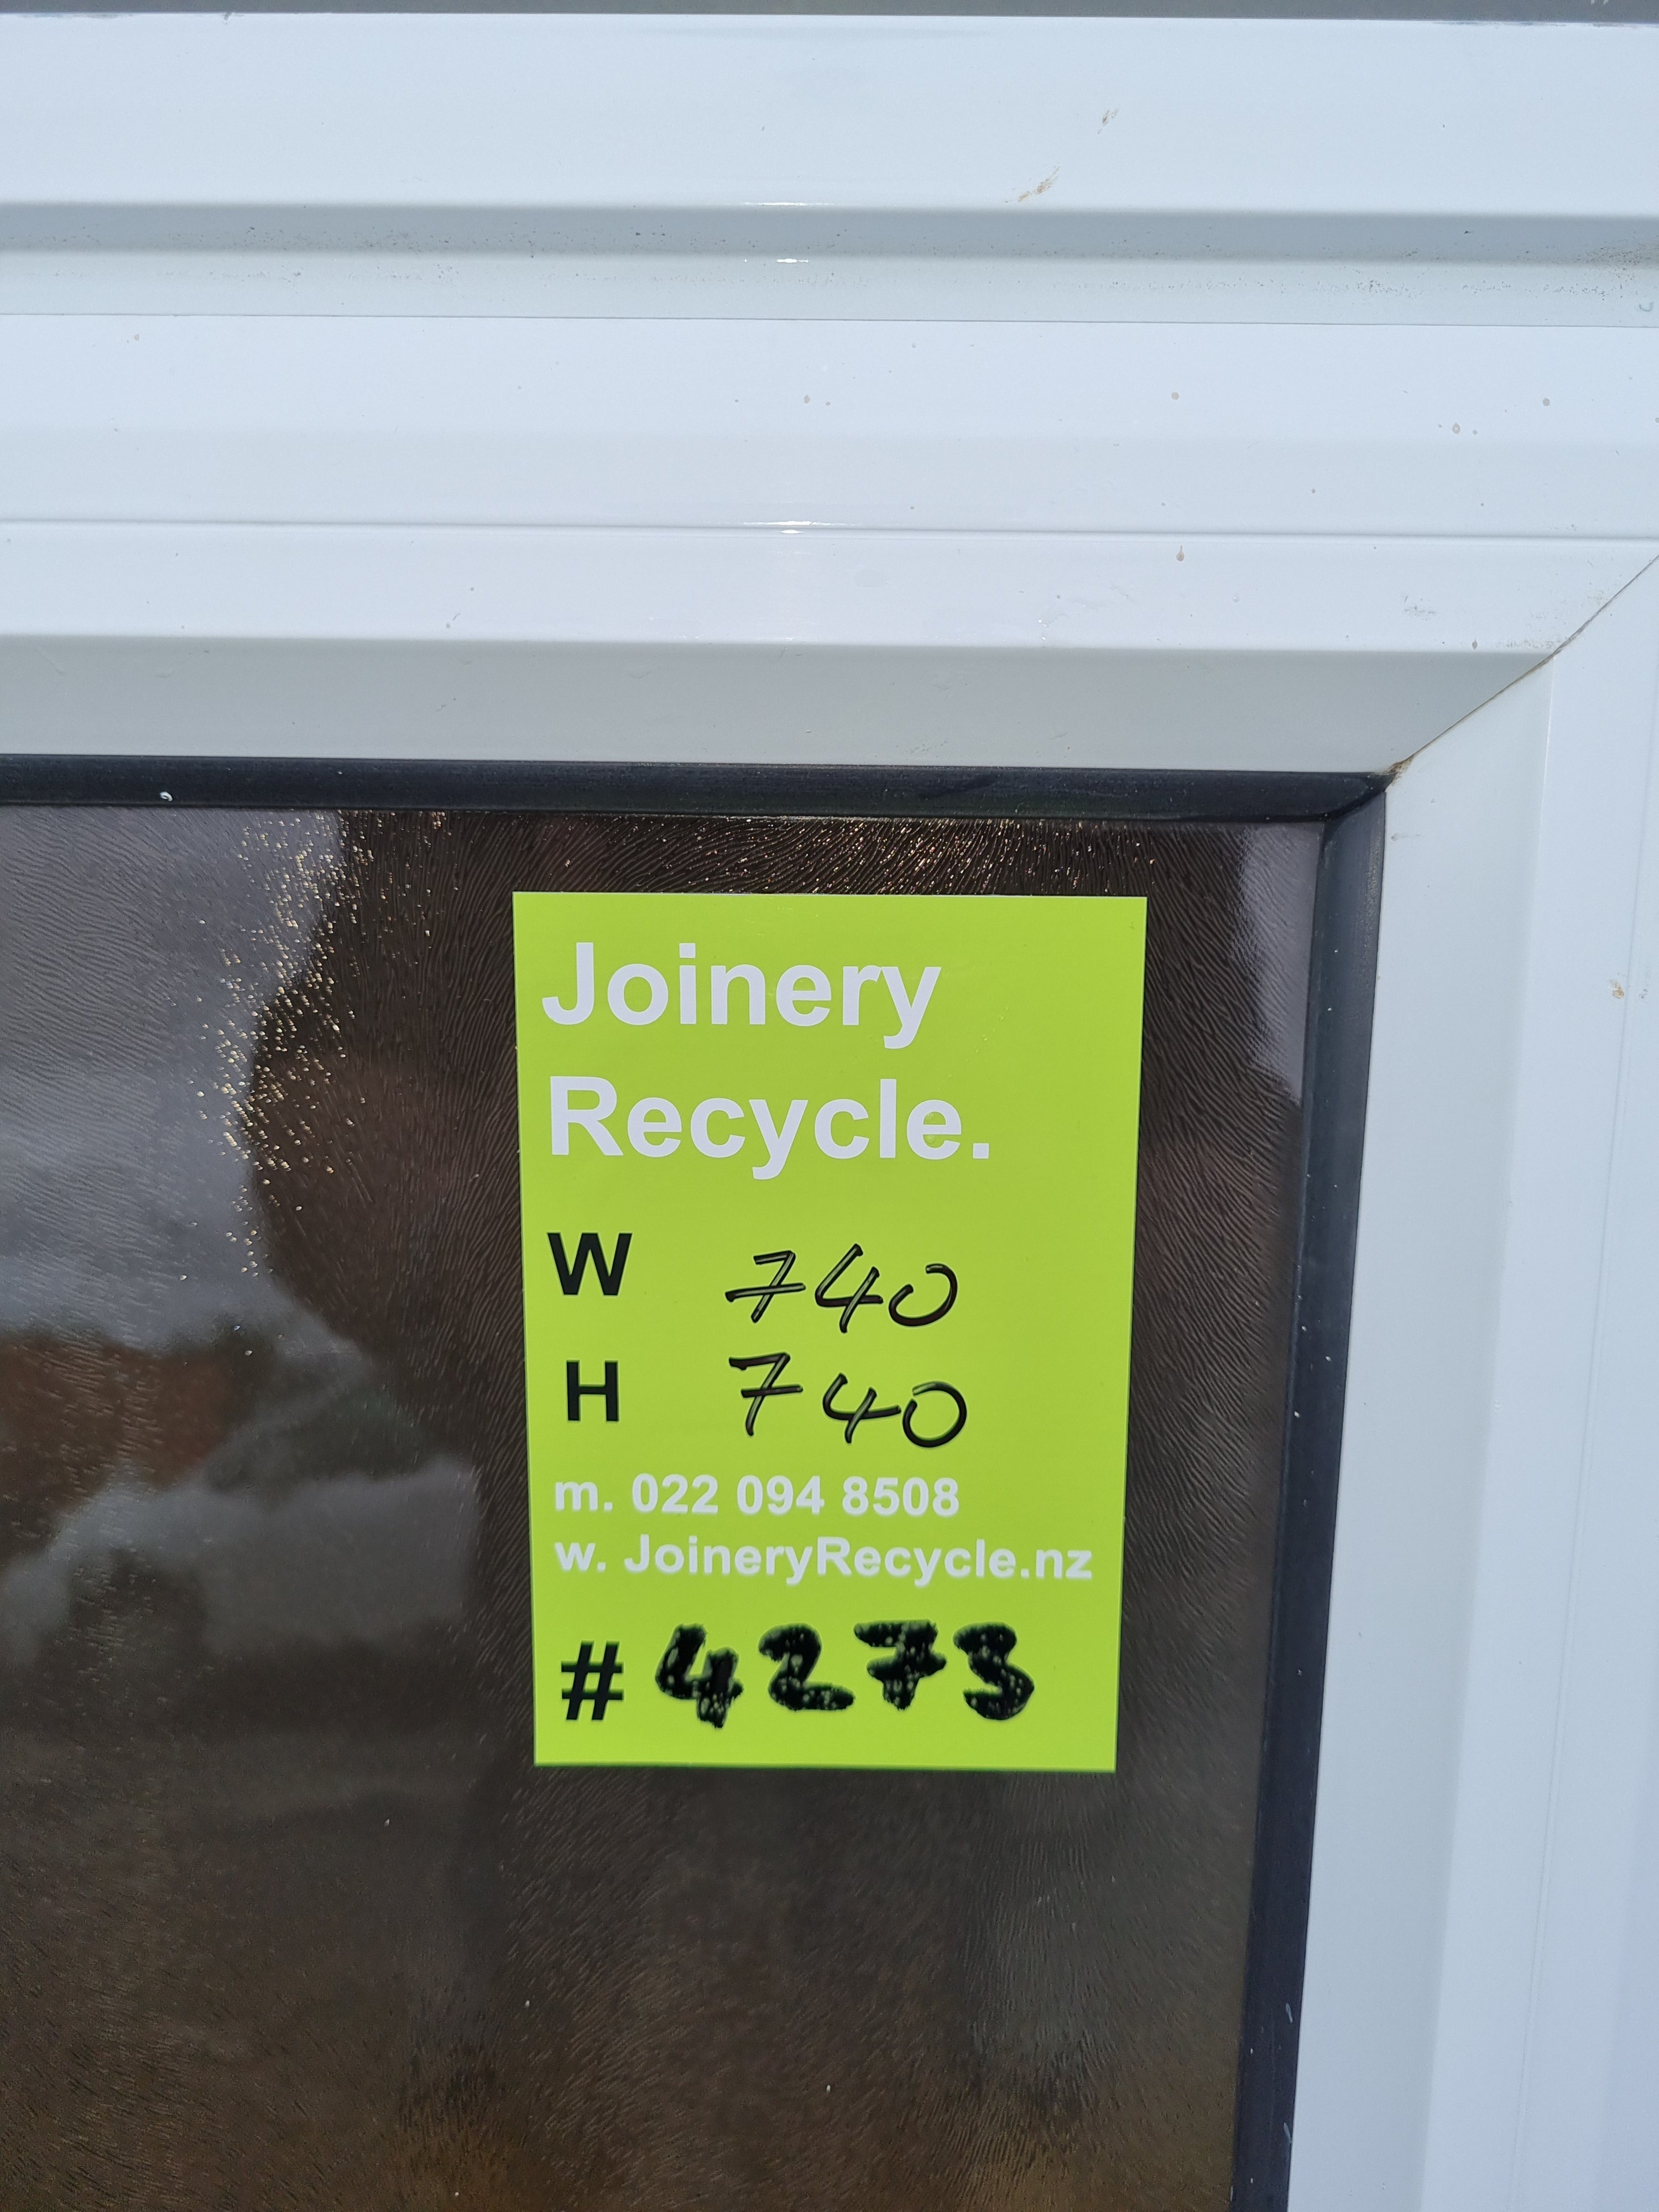 Joinery
Recycle.
W 740
H 740
m. 022 094 8508
w. JoineryRecycle.nz
# 4273